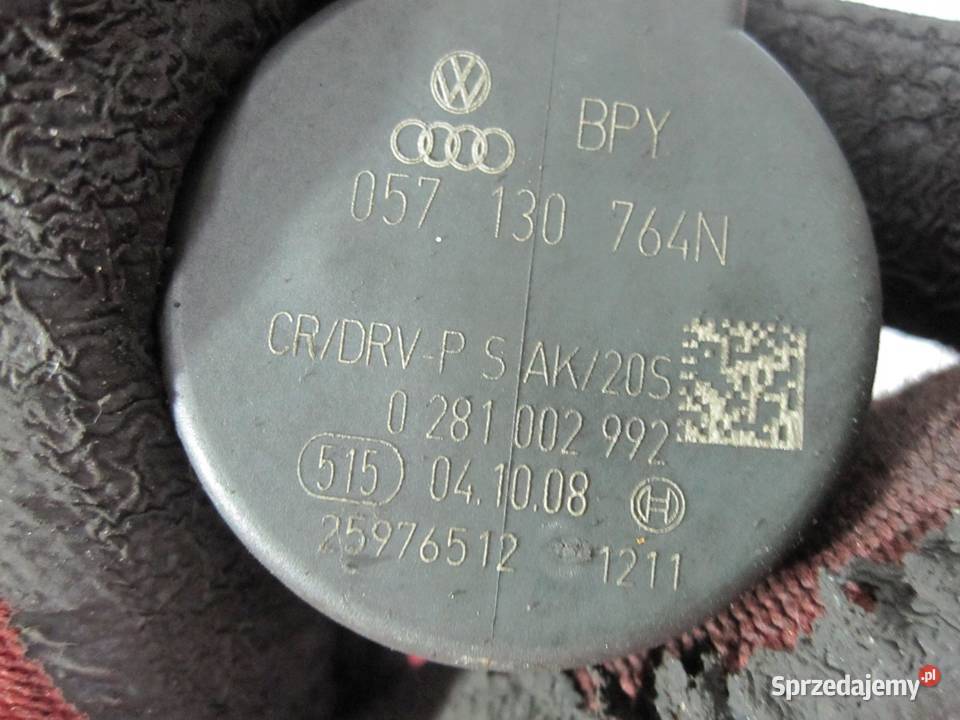 BPY
057 130 764N
CR/DRV-P S AK/20S
0 281 002 992
515 04.10.08
25976512 1211
Sprzedajemy.pl